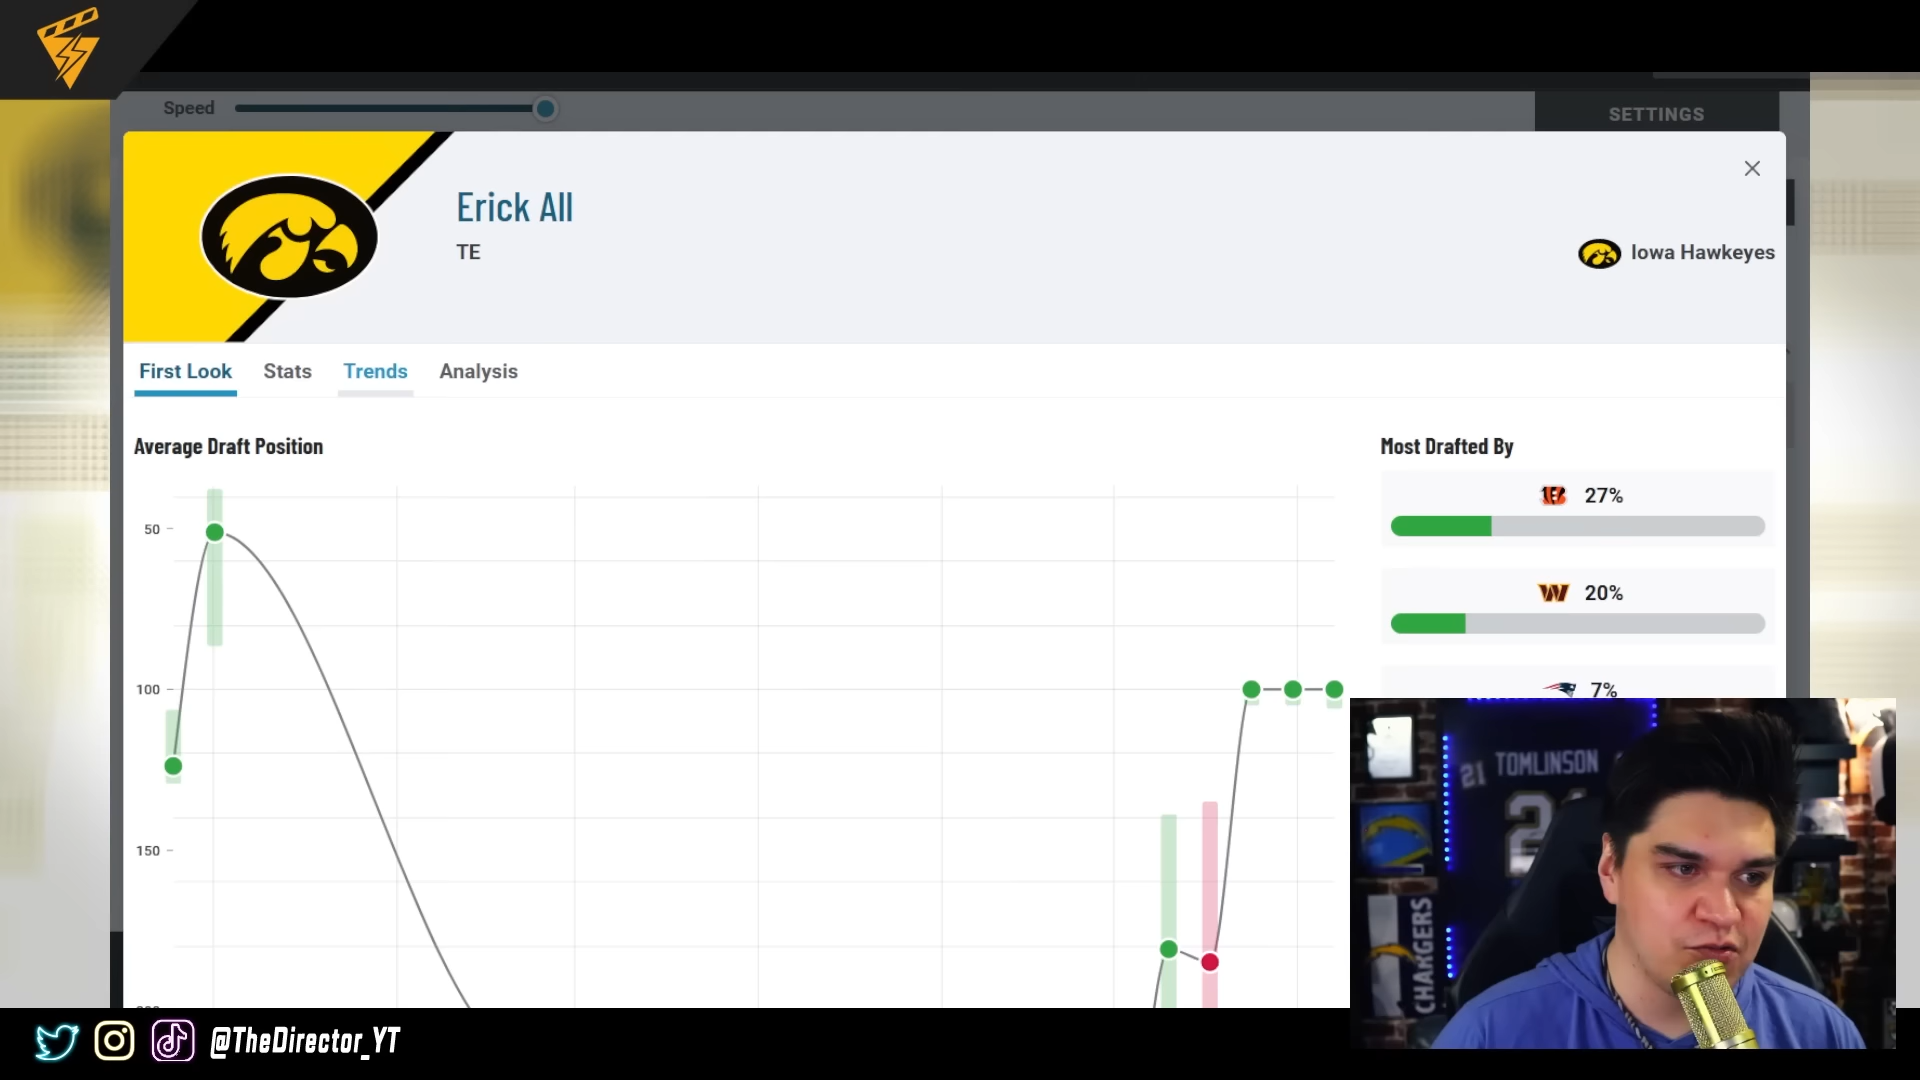 Speed
SETTINGS
Erick All
TE
Iowa Hawkeyes
First Look
Stats
Trends
Analysis
Average Draft Position
Most Drafted By
50
100
150
27%
20%
7%
21 TOMLINSON
CHARGERS
@TheDirector_YT